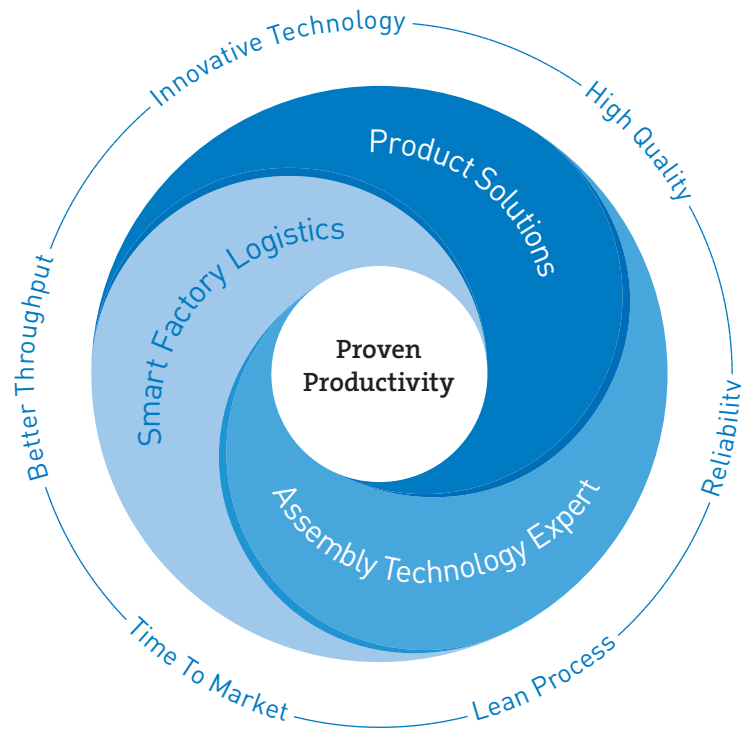 Innovative Technology
High Quality
Reliability
Lean Process
Time To Market
Better Throughput
Product Solutions
Assembly Technology Expert
Smart Factory Logistics
Proven
Productivity